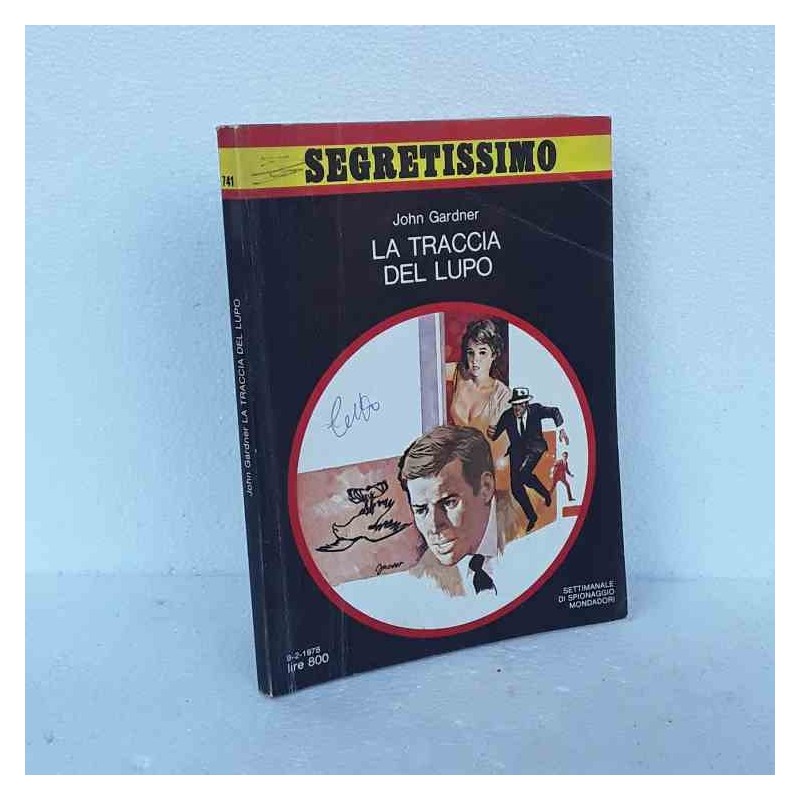 741
SEGRETISSIMO
John Gardner
LA TRACCIA
DEL LUPO
John Gardner LA TRACCIA DEL LUPO
SETTIMANALE
DI SPIONAGGIO
MONDADORI
9-2-1978
lire 800